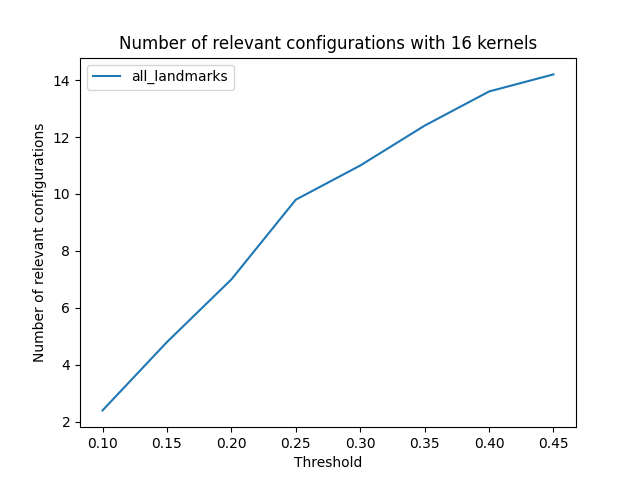 Number of relevant configurations with 16 kernels
all_landmarks
Number of relevant configurations
14
12
10
8
6
4
2
0.10 0.15 0.20 0.25 0.30 0.35 0.40 0.45
Threshold